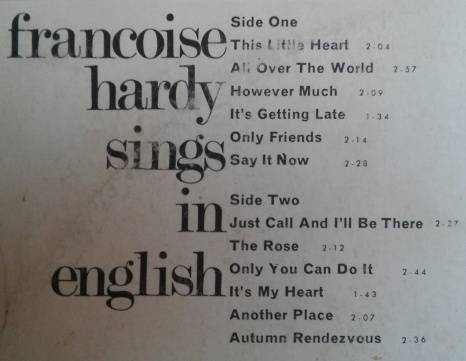 francoise
hardy
sings
in
english
Side One
This Little Heart 2-04
All Over The World 2-57
However Much 2-09
It's Getting Late 1-34
Only Friends 2-14
Say It Now 2-28
Side Two
Just Call And I'll Be There 2-27
The Rose 2-12
Only You Can Do It 2-44
It's My Heart 1-43
Another Place 2-07
Autumn Rendezvous 2-36